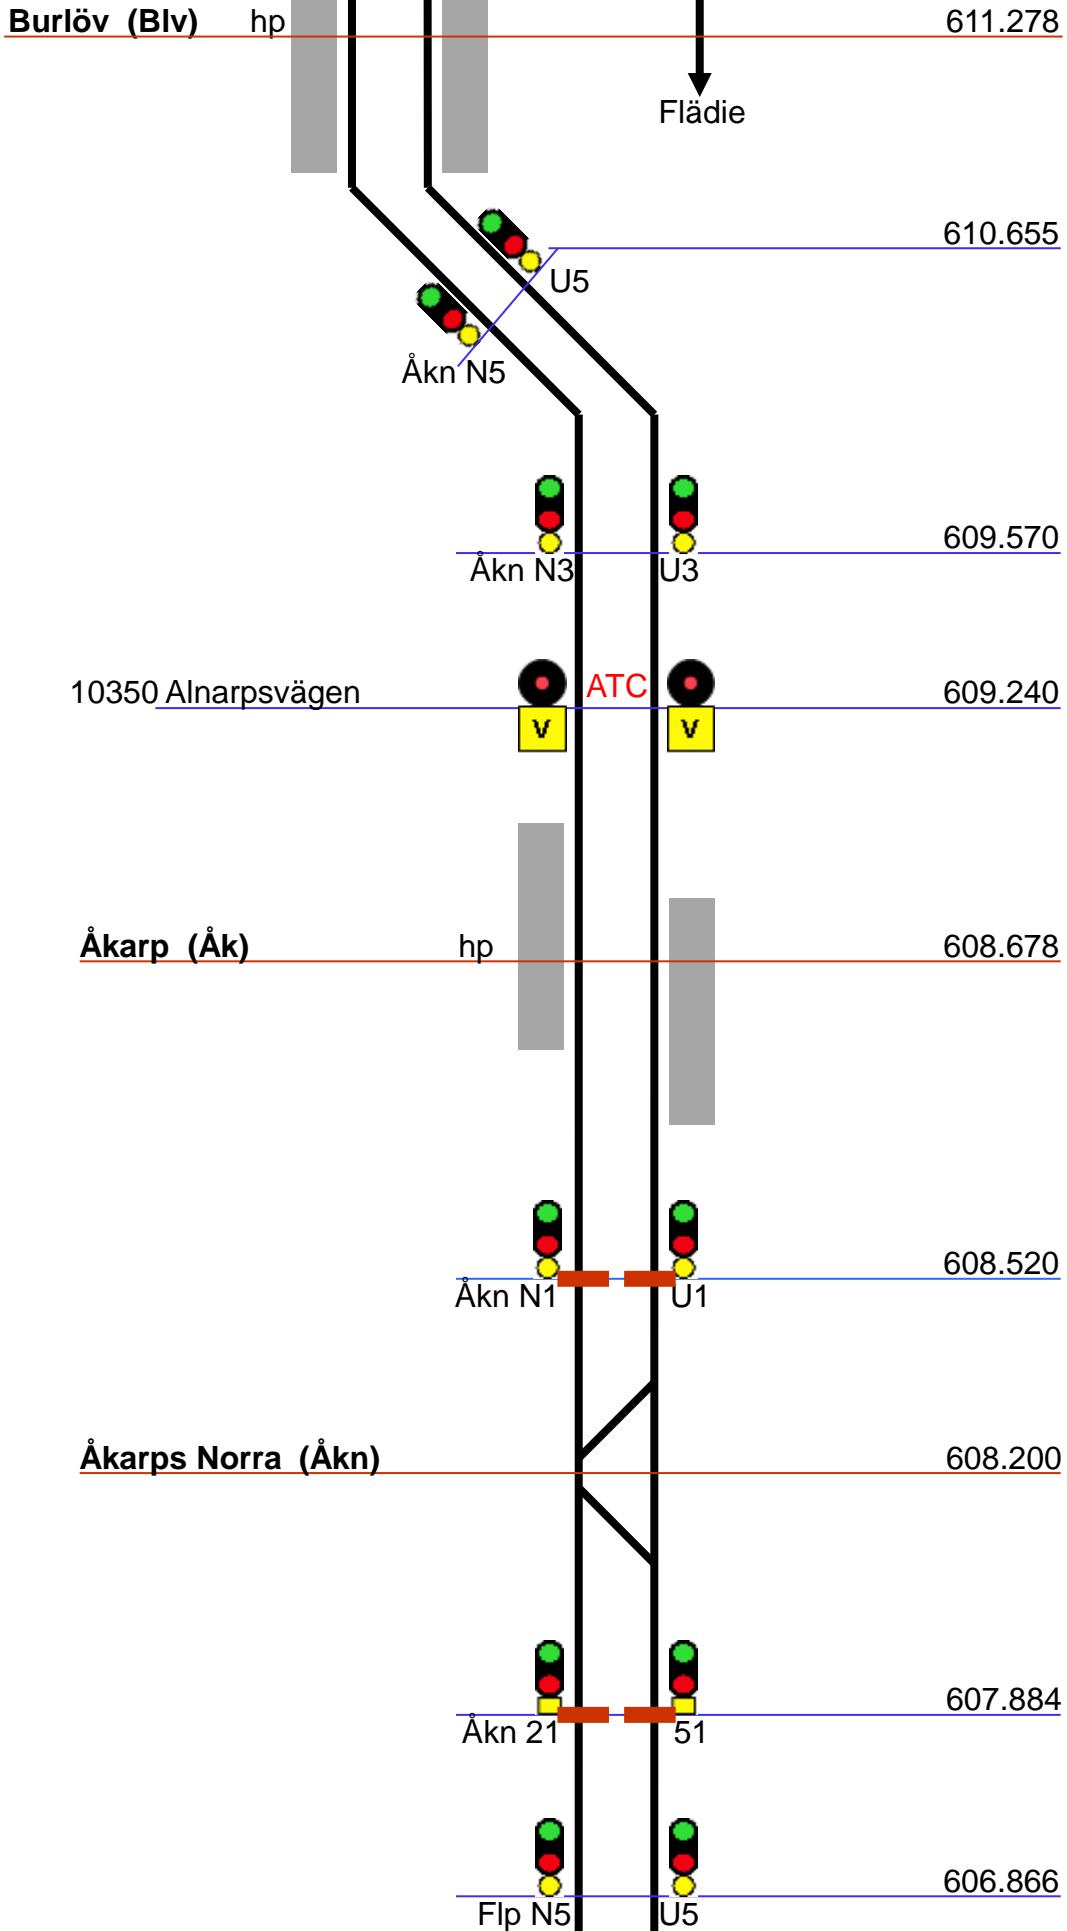 Burlöv (Blv) hp 611.278
Flädie
610.655
U5
Åkn N5
609.570
Åkn N3 U3
10350 Alnarpsvägen ATC 609.240
V V
Åkarp (Åk) hp 608.678
608.520
Åkn N1 U1
Åkarps Norra (Åkn) 608.200
607.884
Åkn 21 51
606.866
Flp N5 U5